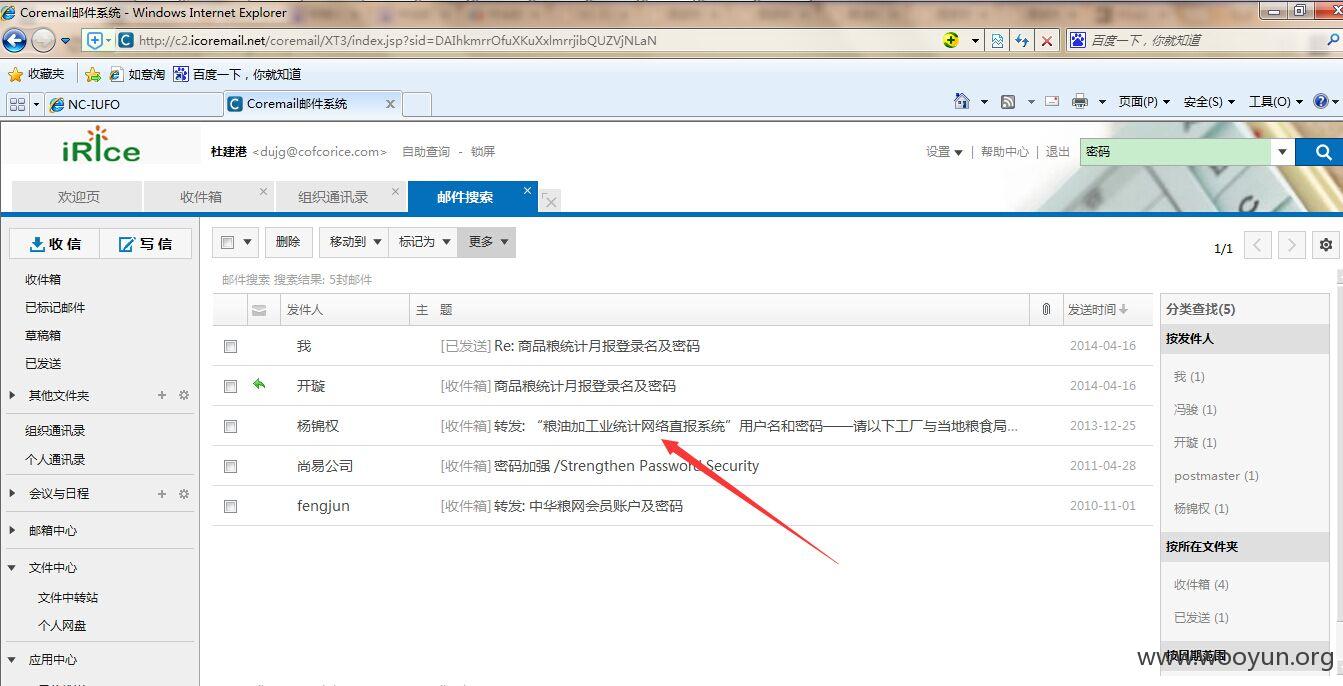 Coremail邮件系统 - Windows Internet Explorer
http://c2.icoremail.net/coremail/XT3/index.jsp?sid=DAIhkmrrOfuXKuXxlmrrjibQUZVjNLaN
百度一下，你就知道
收藏夹 如意淘 百度一下，你就知道
NC-IUFO Coremail邮件系统 页面(P) 安全(S) 工具(O)
iRice 杜建港 <dujg@cofcorice.com> 自助查询 - 锁屏 设置 | 帮助中心 | 退出 密码
欢迎页 收件箱 组织通讯录 邮件搜索
收信 写信 删除 移动到 标记为 更多 1/1
邮件搜索 搜索结果: 5封邮件
发件人 主 题 发送时间
我 [已发送] Re: 商品粮统计月报登录名及密码 2014-04-16
开璇 [收件箱] 商品粮统计月报登录名及密码 2014-04-16
杨锦权 [收件箱] 转发: “粮油加工业统计网络直报系统”用户名和密码——请以下工厂与当地粮食局... 2013-12-25
尚易公司 [收件箱] 密码加强 /Strengthen Password Security 2011-04-28
fengjun [收件箱] 转发: 中华粮网会员账户及密码 2010-11-01
收件箱
已标记邮件
草稿箱
已发送
其他文件夹
组织通讯录
个人通讯录
会议与日程
邮箱中心
文件中心
文件中转站
个人网盘
应用中心
分类查找(5)
按发件人
我 (1)
冯骏 (1)
开璇 (1)
postmaster (1)
杨锦权 (1)
按所在文件夹
收件箱 (4)
已发送 (1)
按日期范围
www.wooyun.org